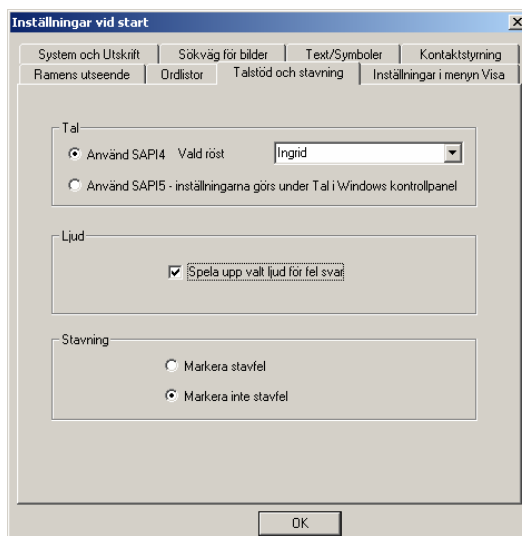 Inställningar vid start
System och Utskrift
Sökväg för bilder
Text/Symboler
Kontaktstyrning
Ramens utseende
Ordlistor
Talstöd och stavning
Inställningar i menyn Visa
Tal
Använd SAPI4 Vald röst Ingrid
Använd SAPI5 - inställningarna görs under Tal i Windows kontrollpanel
Ljud
Spela upp valt ljud för fel svar
Stavning
Markera stavfel
Markera inte stavfel
OK